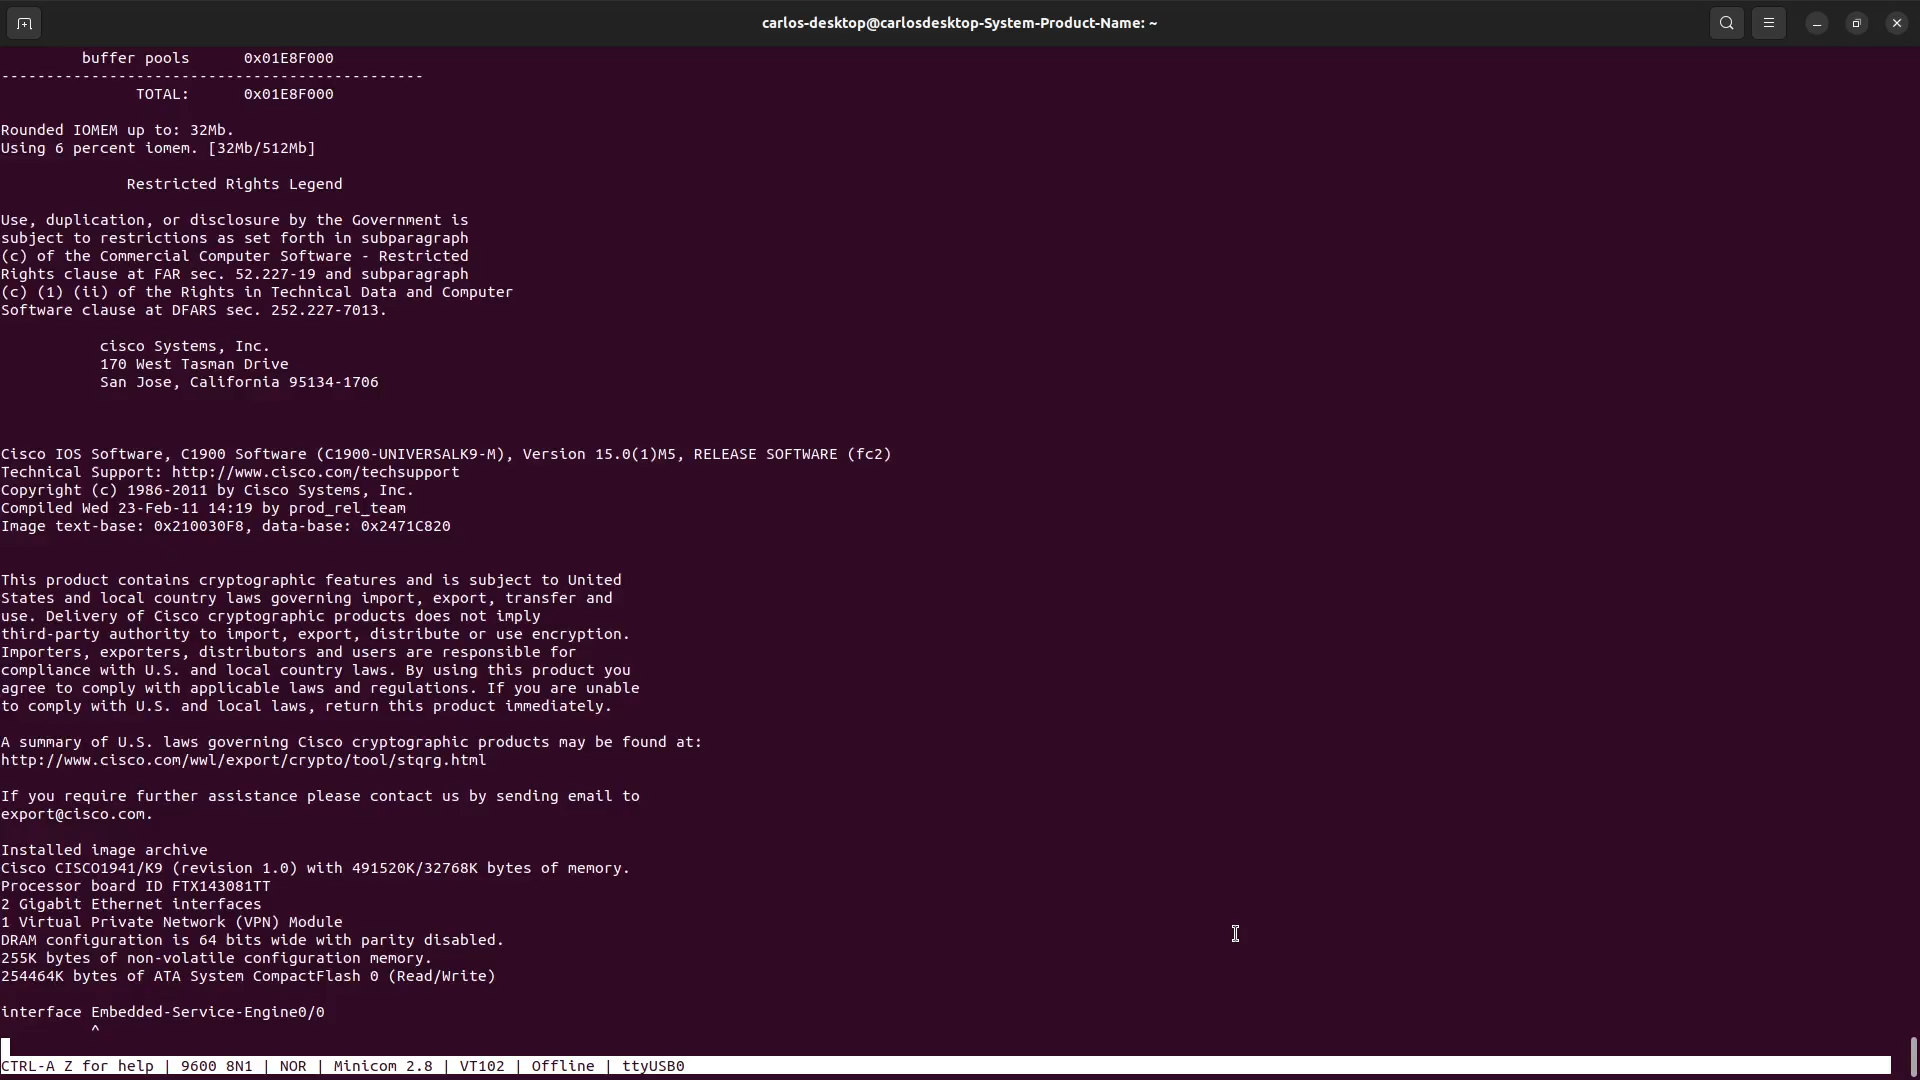 carlos-desktop@carlosdesktop-System-Product-Name: ~
buffer pools      0x01E8F000
-----------------------------------------------
TOTAL:      0x01E8F000
Rounded IOMEM up to: 32Mb.
Using 6 percent iomem. [32Mb/512Mb]
Restricted Rights Legend
Use, duplication, or disclosure by the Government is
subject to restrictions as set forth in subparagraph
(c) of the Commercial Computer Software - Restricted
Rights clause at FAR sec. 52.227-19 and subparagraph
(c) (1) (ii) of the Rights in Technical Data and Computer
Software clause at DFARS sec. 252.227-7013.
cisco Systems, Inc.
170 West Tasman Drive
San Jose, California 95134-1706
Cisco IOS Software, C1900 Software (C1900-UNIVERSALK9-M), Version 15.0(1)M5, RELEASE SOFTWARE (fc2)
Technical Support: http://www.cisco.com/techsupport
Copyright (c) 1986-2011 by Cisco Systems, Inc.
Compiled Wed 23-Feb-11 14:19 by prod_rel_team
Image text-base: 0x210030F8, data-base: 0x2471C820
This product contains cryptographic features and is subject to United
States and local country laws governing import, export, transfer and
use. Delivery of Cisco cryptographic products does not imply
third-party authority to import, export, distribute or use encryption.
Importers, exporters, distributors and users are responsible for
compliance with U.S. and local country laws. By using this product you
agree to comply with applicable laws and regulations. If you are unable
to comply with U.S. and local laws, return this product immediately.
A summary of U.S. laws governing Cisco cryptographic products may be found at:
http://www.cisco.com/wwl/export/crypto/tool/stqrg.html
If you require further assistance please contact us by sending email to
export@cisco.com.
Installed image archive
Cisco CISCO1941/K9 (revision 1.0) with 491520K/32768K bytes of memory.
Processor board ID FTX143081TT
2 Gigabit Ethernet interfaces
1 Virtual Private Network (VPN) Module
DRAM configuration is 64 bits wide with parity disabled.
255K bytes of non-volatile configuration memory.
254464K bytes of ATA System CompactFlash 0 (Read/Write)
interface Embedded-Service-Engine0/0
^
CTRL-A Z for help | 9600 8N1 | NOR | Minicom 2.8 | VT102 | Offline | ttyUSB0